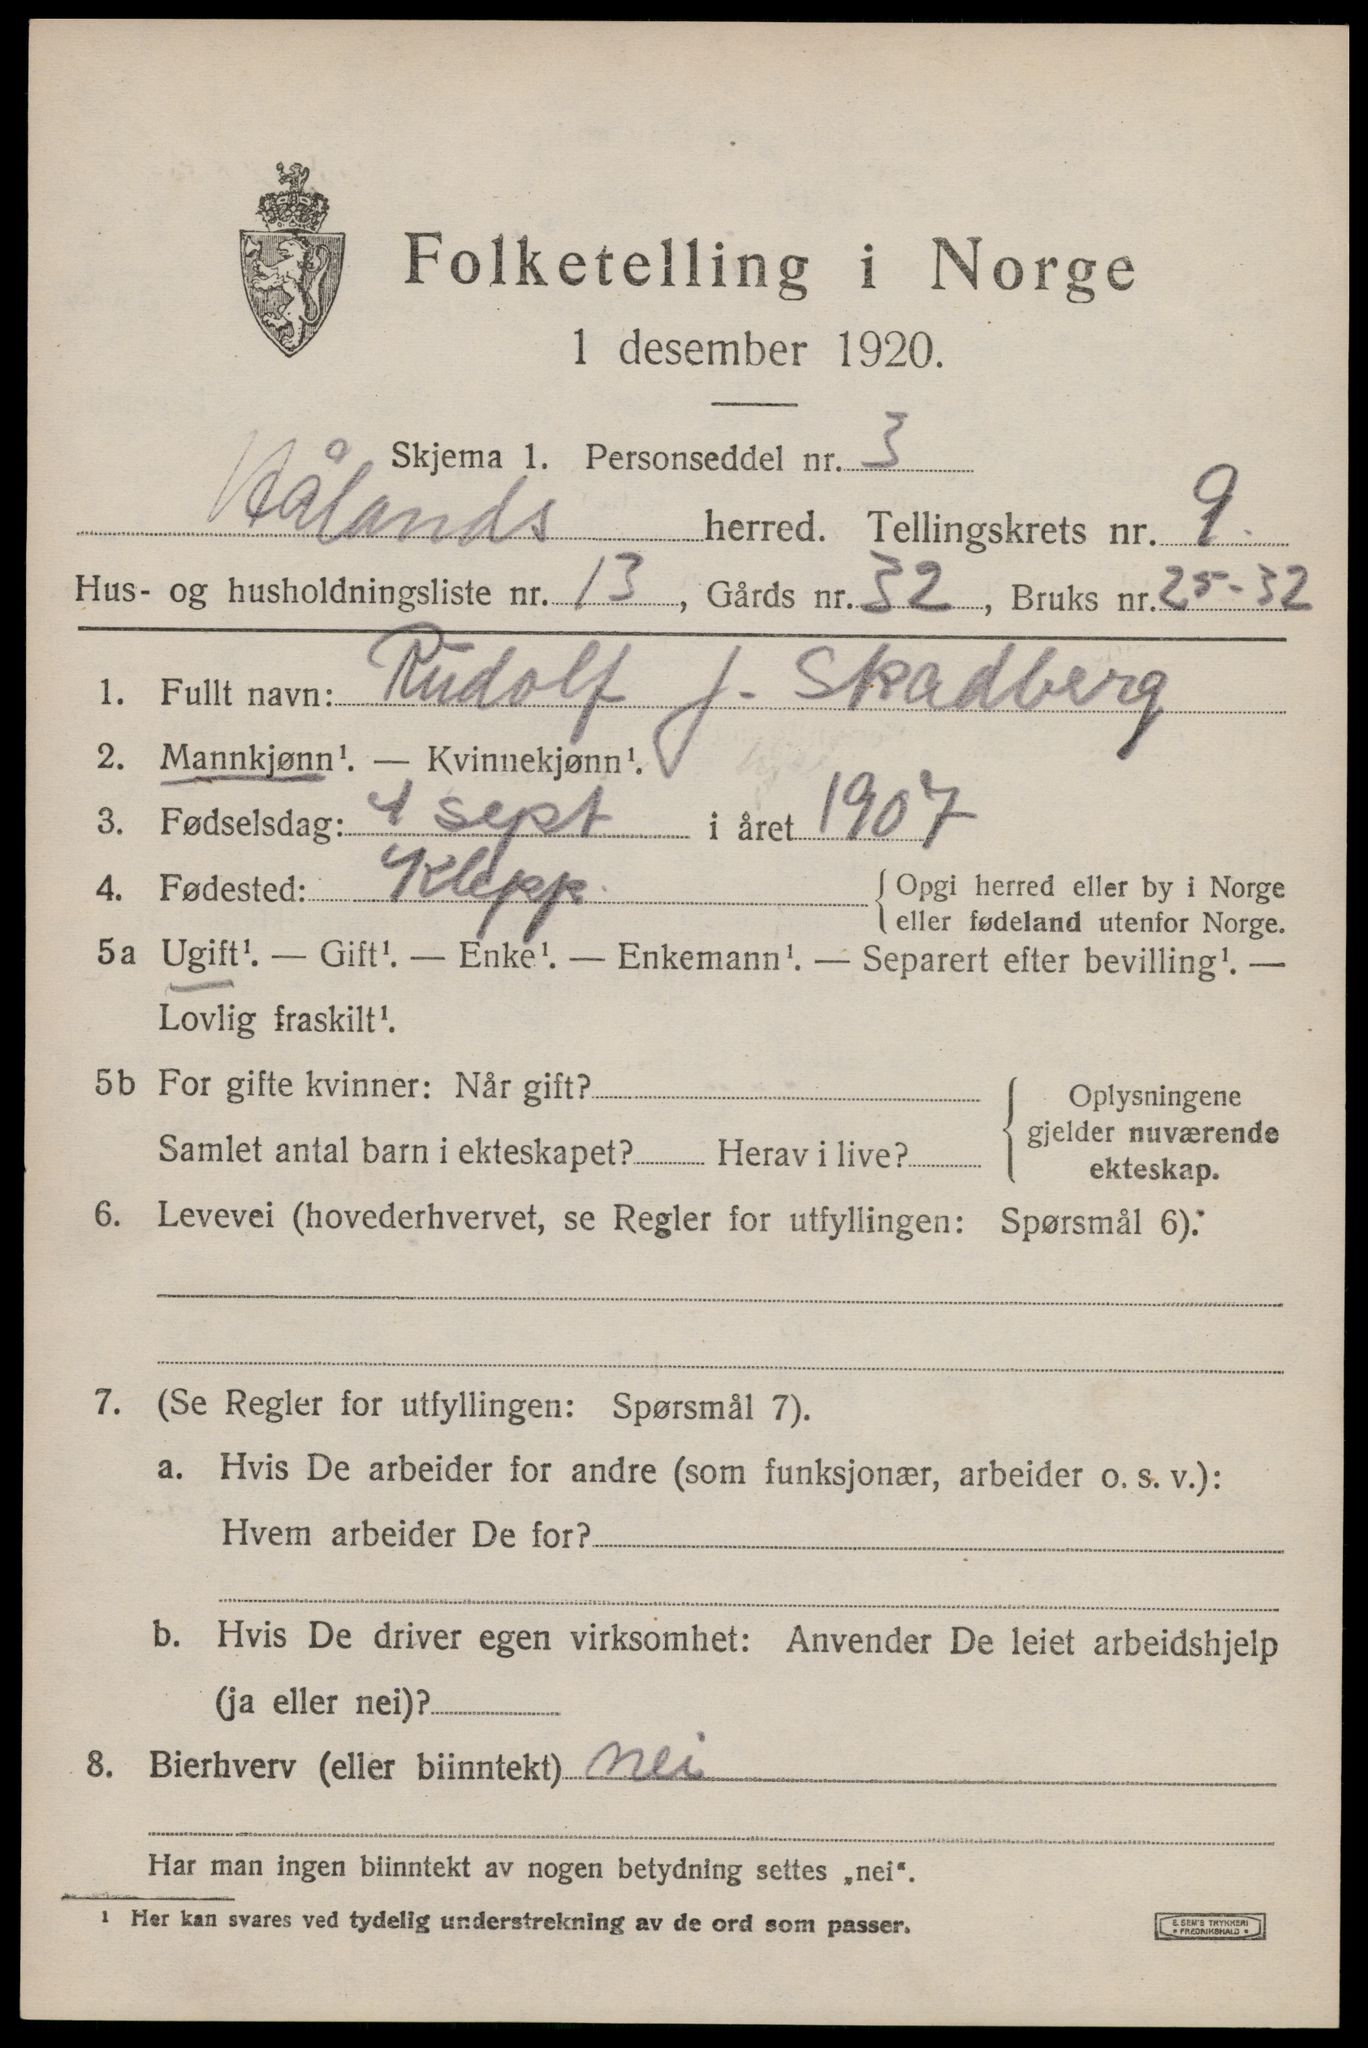 Folketelling i Norge
1 desember 1920.
Skjema 1. Personseddel nr. 3
Hålands herred. Tellingskrets nr. 9.
Hus- og husholdningsliste nr. 13, Gårds nr. 32, Bruks nr. 25-32
1. Fullt navn: Rudolf J. Skadberg
2. Mannkjønn¹. — Kvinnekjønn¹.
3. Fødselsdag: 4 sept i året 1907
4. Fødested: Klepp. {Opgi herred eller by i Norge
eller fødeland utenfor Norge.
5a Ugift¹. — Gift¹. — Enke¹. — Enkemann¹. — Separert efter bevilling¹. —
Lovlig fraskilt¹.
5b For gifte kvinner: Når gift?
Samlet antal barn i ekteskapet? Herav i live?
Oplysningene
gjelder nuværende
ekteskap.
6. Levevei (hovederhvervet, se Regler for utfyllingen: Spørsmål 6):
7. (Se Regler for utfyllingen: Spørsmål 7).
a. Hvis De arbeider for andre (som funksjonær, arbeider o. s. v.):
Hvem arbeider De for?
b. Hvis De driver egen virksomhet: Anvender De leiet arbeidshjelp
(ja eller nei)?
8. Bierhverv (eller biinntekt) nei
Har man ingen biinntekt av nogen betydning settes „nei“.
¹ Her kan svares ved tydelig understrekning av de ord som passer.
E. SEM'S TRYKKERI
• FREDRIKSHALD •